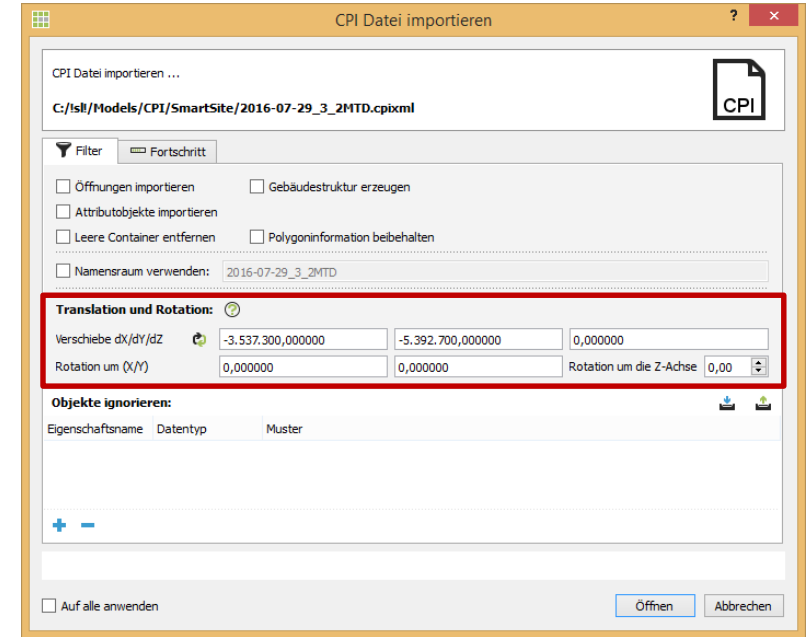 CPI Datei importieren ? ×
CPI Datei importieren ...
C:/!sl!/Models/CPI/SmartSite/2016-07-29_3_2MTD.cpixml
CPI
Filter Fortschritt
Öffnungen importieren Gebäudestruktur erzeugen
Attributobjekte importieren
Leere Container entfernen Polygoninformation beibehalten
Namensraum verwenden: 2016-07-29_3_2MTD
Translation und Rotation: ?
Verschiebe dX/dY/dZ -3.537.300,000000 -5.392.700,000000 0,000000
Rotation um (X/Y) 0,000000 0,000000 Rotation um die Z-Achse 0,00
Objekte ignorieren:
Eigenschaftsname Datentyp Muster
Auf alle anwenden Öffnen Abbrechen